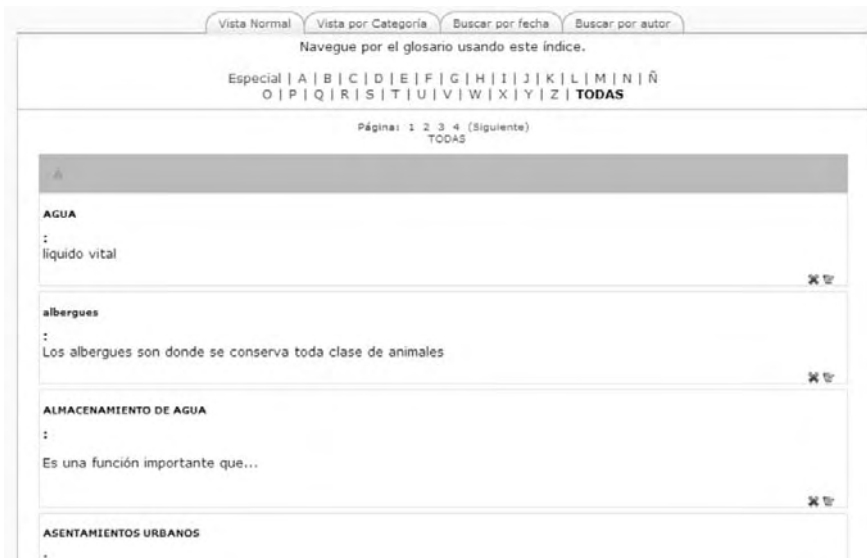 Vista Normal Vista por Categoría Buscar por fecha Buscar por autor
Navegue por el glosario usando este índice.
Especial | A | B | C | D | E | F | G | H | I | J | K | L | M | N | Ñ
O | P | Q | R | S | T | U | V | W | X | Y | Z | TODAS
Página: 1 2 3 4 (Siguiente)
TODAS
A
AGUA
:
liquido vital
albergues
:
Los albergues son donde se conserva toda clase de animales
ALMACENAMIENTO DE AGUA
:
Es una función importante que...
ASENTAMIENTOS URBANOS
: